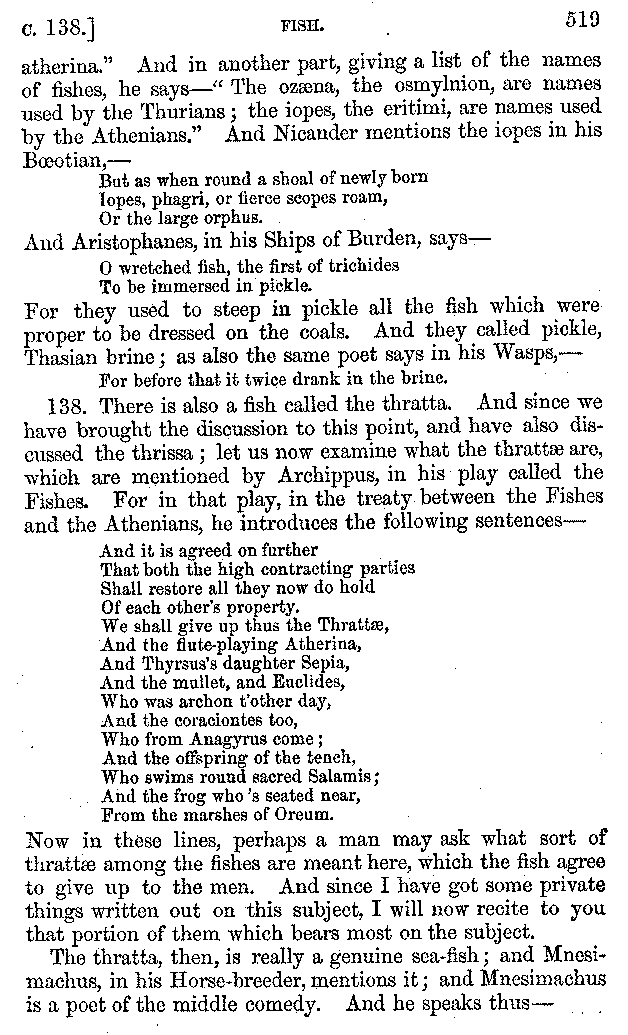 c. 138.] FISH. 519
atherina.” And in another part, giving a list of the names
of fishes, he says—“ The ozæna, the osmylnion, are names
used by the Thurians; the iopes, the eritimi, are names used
by the Athenians.” And Nicander mentions the iopes in his
Bœotian,—
But as when round a shoal of newly born
Iopes, phagri, or fierce scopes roam,
Or the large orphus.
And Aristophanes, in his Ships of Burden, says—
O wretched fish, the first of trichides
To be immersed in pickle.
For they used to steep in pickle all the fish which were
proper to be dressed on the coals. And they called pickle,
Thasian brine; as also the same poet says in his Wasps,—
For before that it twice drank in the brine.
138. There is also a fish called the thratta. And since we
have brought the discussion to this point, and have also dis-
cussed the thrissa; let us now examine what the thrattæ are,
which are mentioned by Archippus, in his play called the
Fishes. For in that play, in the treaty between the Fishes
and the Athenians, he introduces the following sentences—
And it is agreed on further
That both the high contracting parties
Shall restore all they now do hold
Of each other's property.
We shall give up thus the Thrattæ,
And the flute-playing Atherina,
And Thyrsus's daughter Sepia,
And the mullet, and Euclides,
Who was archon t'other day,
And the coraciontes too,
Who from Anagyrus come;
And the offspring of the tench,
Who swims round sacred Salamis;
And the frog who 's seated near,
From the marshes of Oreum.
Now in these lines, perhaps a man may ask what sort of
thrattæ among the fishes are meant here, which the fish agree
to give up to the men. And since I have got some private
things written out on this subject, I will now recite to you
that portion of them which bears most on the subject.
The thratta, then, is really a genuine sea-fish; and Mnesi-
machus, in his Horse-breeder, mentions it; and Mnesimachus
is a poet of the middle comedy. And he speaks thus—